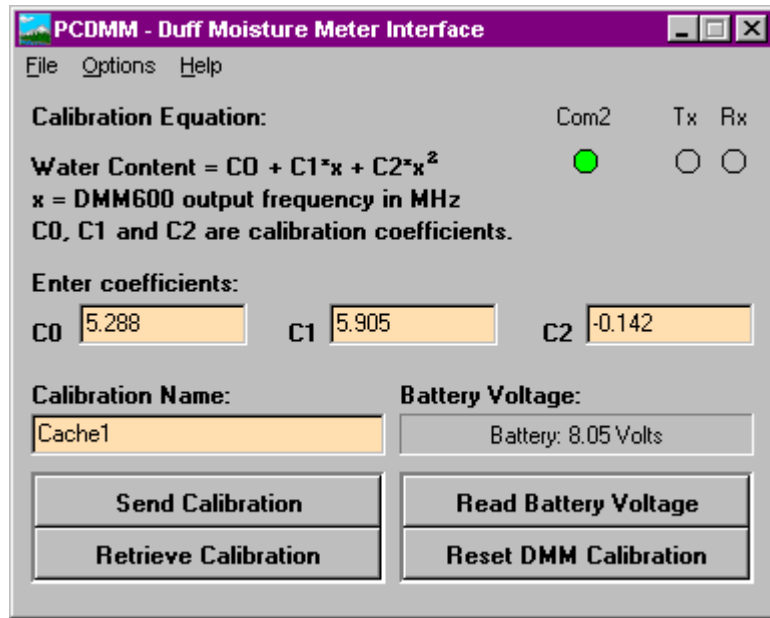 PCDMM - Duff Moisture Meter Interface
File Options Help
Calibration Equation: Com2 Tx Rx
Water Content = C0 + C1*x + C2*x²
x = DMM600 output frequency in MHz
C0, C1 and C2 are calibration coefficients.
Enter coefficients:
C0 5.288 C1 5.905 C2 -0.142
Calibration Name: Battery Voltage:
Cache1 Battery: 8.05 Volts
Send Calibration Read Battery Voltage
Retrieve Calibration Reset DMM Calibration